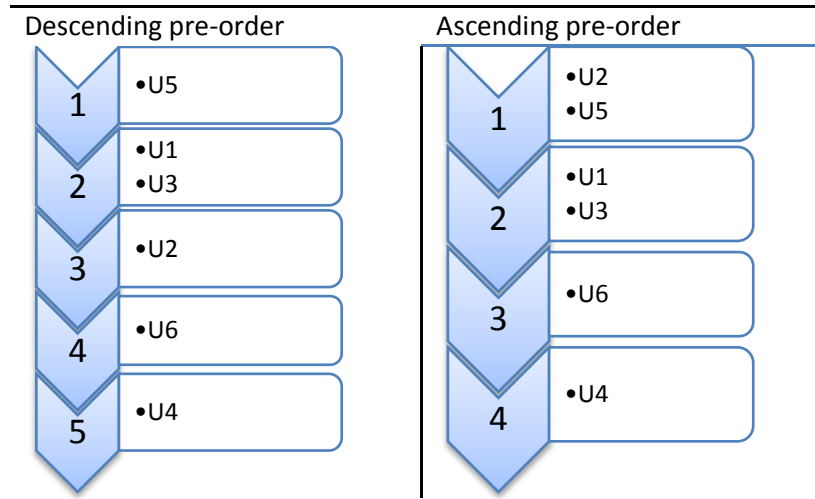 Descending pre-order
1
•U5
2
•U1
•U3
3
•U2
4
•U6
5
•U4
Ascending pre-order
1
•U2
•U5
2
•U1
•U3
3
•U6
4
•U4